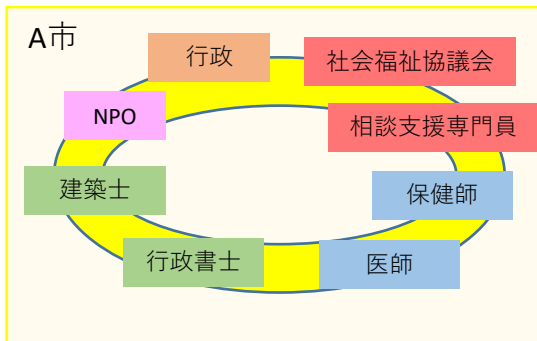 A市
行政
社会福祉協議会
NPO
相談支援専門員
建築士
保健師
行政書士
医師